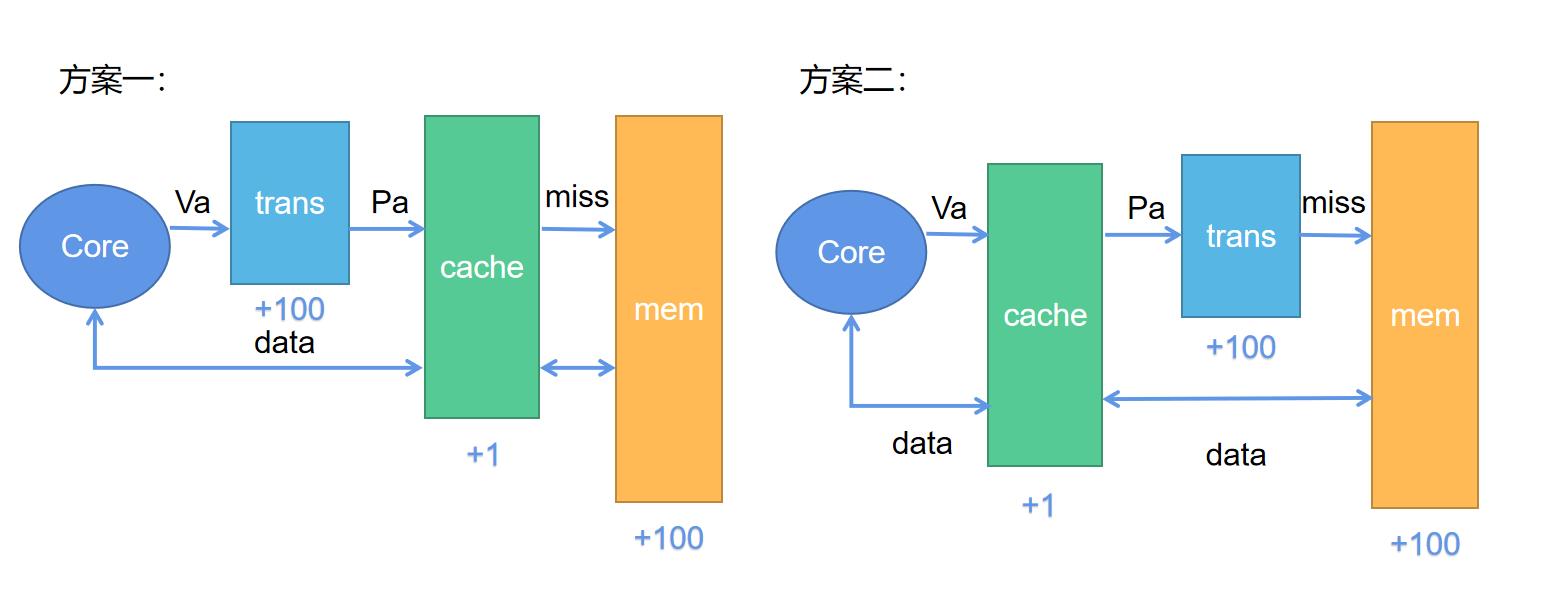 方案一：
Core
Va
trans
+100
Pa
cache
+1
miss
mem
+100
data
方案二：
Core
Va
cache
+1
Pa
trans
+100
miss
mem
+100
data
data